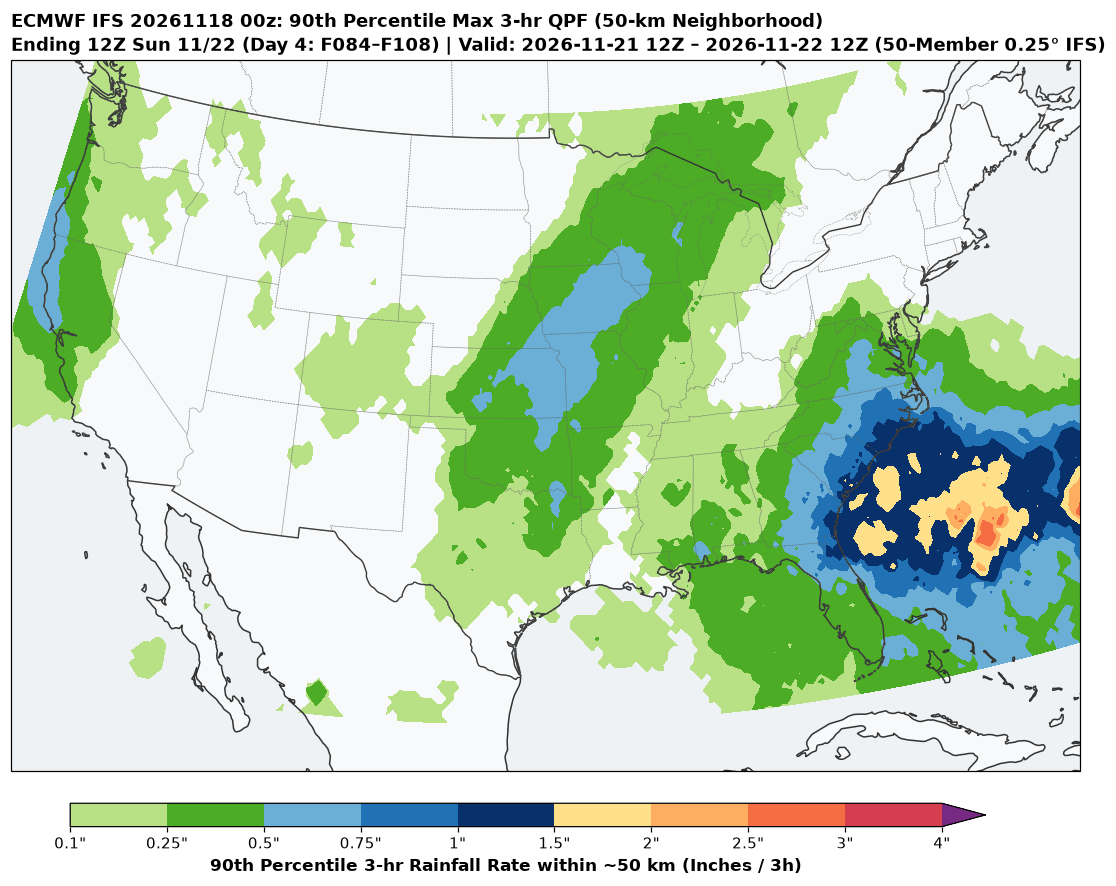 ECMWF IFS 20261118 00z: 90th Percentile Max 3-hr QPF (50-km Neighborhood)
Ending 12Z Sun 11/22 (Day 4: F084–F108) | Valid: 2026-11-21 12Z – 2026-11-22 12Z (50-Member 0.25° IFS)
0.1" 0.25" 0.5" 0.75" 1" 1.5" 2" 2.5" 3" 4"
90th Percentile 3-hr Rainfall Rate within ~50 km (Inches / 3h)